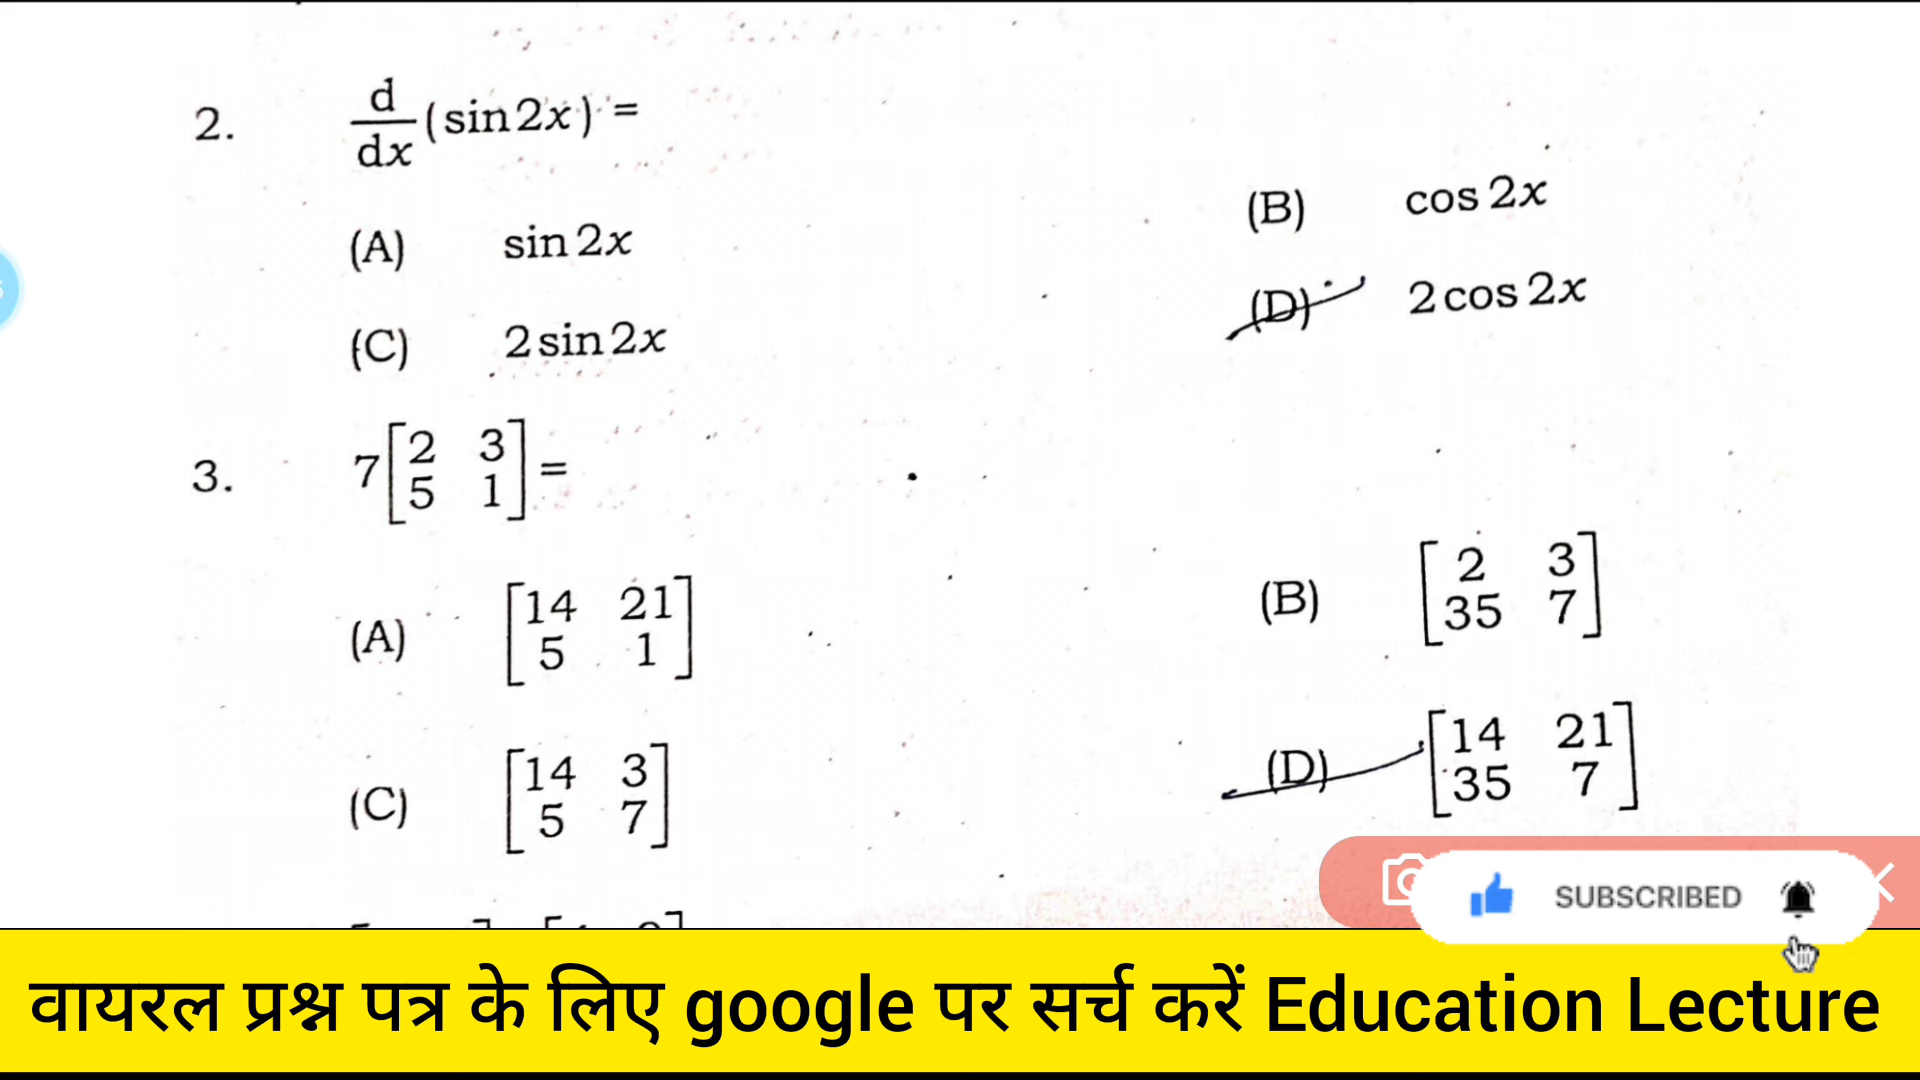 2. d/dx (sin 2x) =
(A) sin 2x
(B) cos 2x
(C) 2 sin 2x
(D) 2 cos 2x
3. 7 [2 3
5 1] =
(A) [14 21
5 1]
(B) [2 3
35 7]
(C) [14 3
5 7]
(D) [14 21
35 7]
SUBSCRIBED
वायरल प्रश्न पत्र के लिए google पर सर्च करें Education Lecture